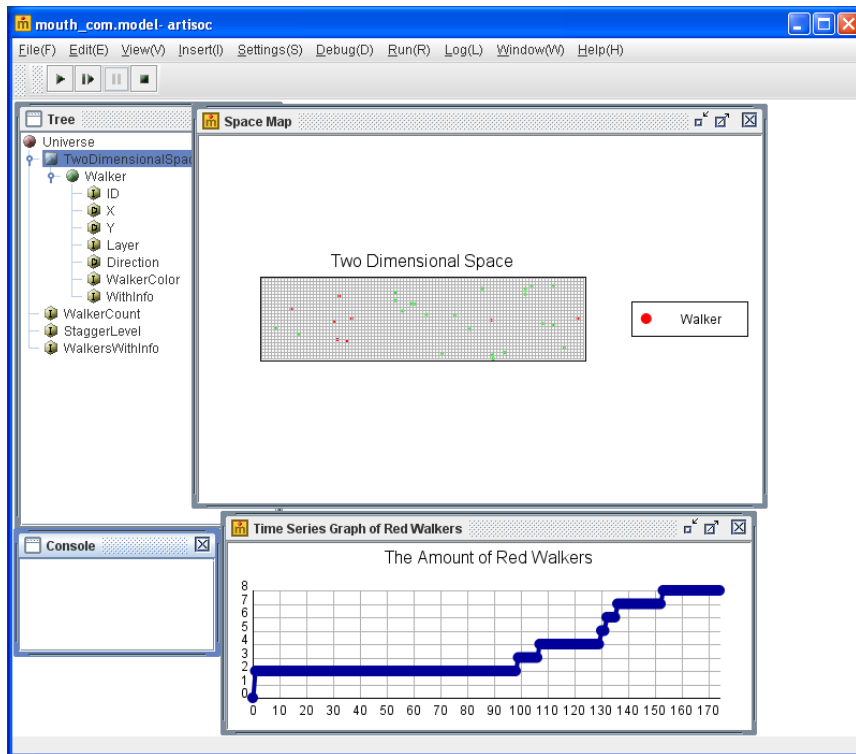 mouth_com.model- artisoc
File(F) Edit(E) View(V) Insert(I) Settings(S) Debug(D) Run(R) Log(L) Window(W) Help(H)
Tree
Universe
TwoDimensionalSpac
Walker
ID
X
Y
Layer
Direction
WalkerColor
WithInfo
WalkerCount
StaggerLevel
WalkersWithInfo
Space Map
Two Dimensional Space
Walker
Console
Time Series Graph of Red Walkers
The Amount of Red Walkers
8
7
6
5
4
3
2
1
0
0 10 20 30 40 50 60 70 80 90 100 110 120 130 140 150 160 170